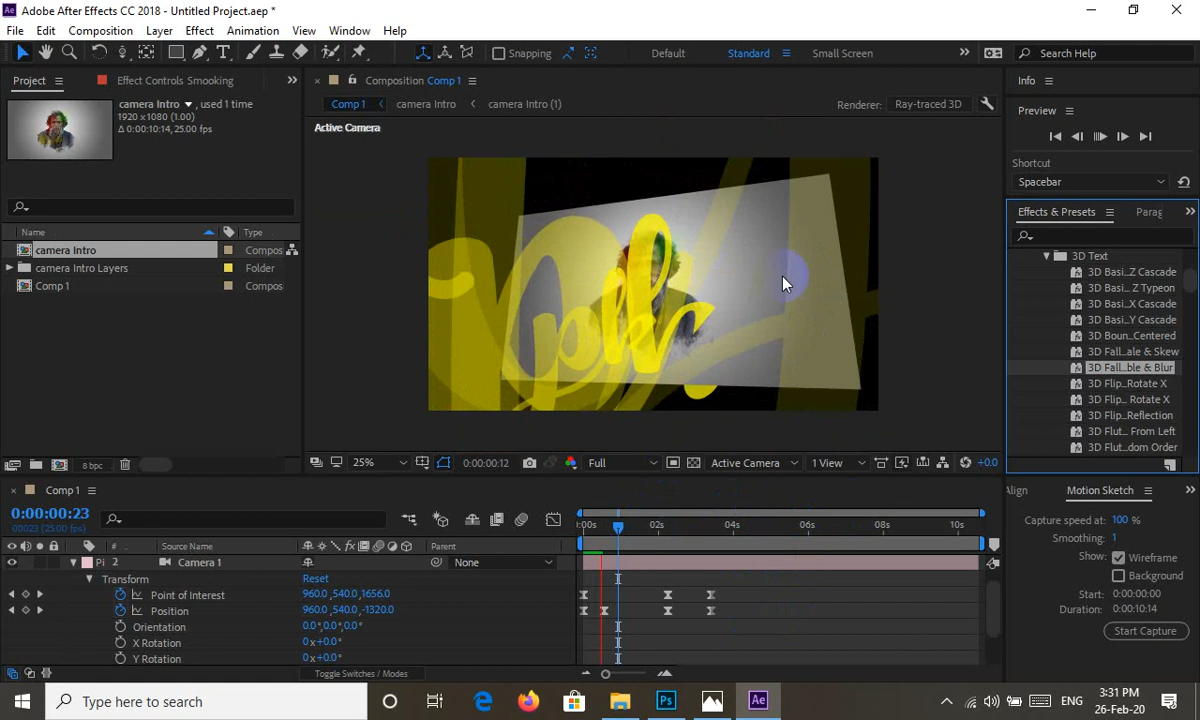 Ae Adobe After Effects CC 2018 - Untitled Project.aep *
File Edit Composition Layer Effect Animation View Window Help
Snapping Default Standard Small Screen Search Help
Project Effect Controls Smooking
camera Intro , used 1 time
1920 x1080 (1.00)
Δ 0:00:10:14, 25.00 fps
Name Type
camera Intro Compos
camera Intro Layers Folder
Comp 1 Compos
8 bpc
Composition Comp 1
Comp 1 camera Intro camera Intro (1)
Renderer: Ray-traced 3D
Active Camera
25% 0:00:00:12 Full Active Camera 1 View +0.0
Info
Preview
Shortcut
Spacebar
Effects & Presets Parag
3D Text
3D Basi...Z Cascade
3D Basi... Z Typeon
3D Basi...X Cascade
3D Basi...Y Cascade
3D Boun...Centered
3D Fall...ale & Skew
3D Fall...ble & Blur
3D Flip...Rotate X
3D Flip... Rotate X
3D Flip...Reflection
3D Flut... From Left
3D Flut...dom Order
Comp 1
0:00:00:23
00023 (25.00 fps)
# Source Name Parent
Pi 2 Camera 1 None
Transform Reset
Point of Interest 960.0 ,540.0 ,1656.0
Position 960.0 ,540.0 ,-1320.0
Orientation 0.0°,0.0°,0.0°
X Rotation 0x+0.0°
Y Rotation 0x+0.0°
Toggle Switches / Modes
:00s 02s 04s 06s 08s 10s
Align Motion Sketch
Capture speed at: 100 %
Smoothing: 1
Show: Wireframe
Background
Start: 0:00:00:00
Duration: 0:00:10:14
Start Capture
Type here to search
Ps Ae
ENG
3:31 PM
26-Feb-20